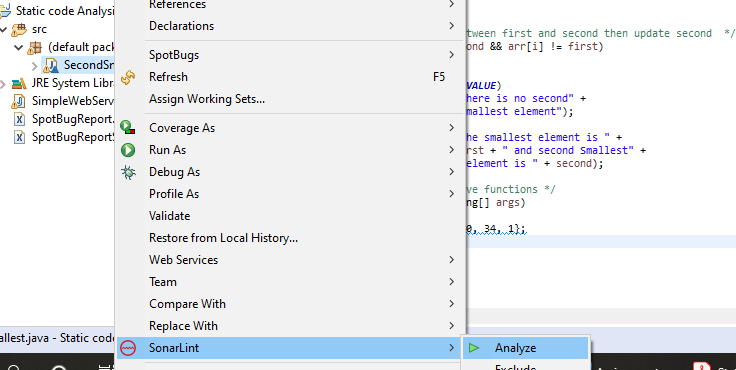 Static code Analysi
src
(default pack
SecondSm
JRE System Libra
SimpleWebServ
SpotBugReport.
SpotBugReportS
References
Declarations
SpotBugs
Refresh F5
Assign Working Sets...
Coverage As
Run As
Debug As
Profile As
Validate
Restore from Local History...
Web Services
Team
Compare With
Replace With
SonarLint
Analyze
Exclude
tween first and second then update second */
ond && arr[i] != first)
VALUE)
here is no second" +
mallest element");
he smallest element is " +
rst + " and second Smallest" +
element is " + second);
ve functions */
ng[] args)
0, 34, 1};
allest.java - Static code